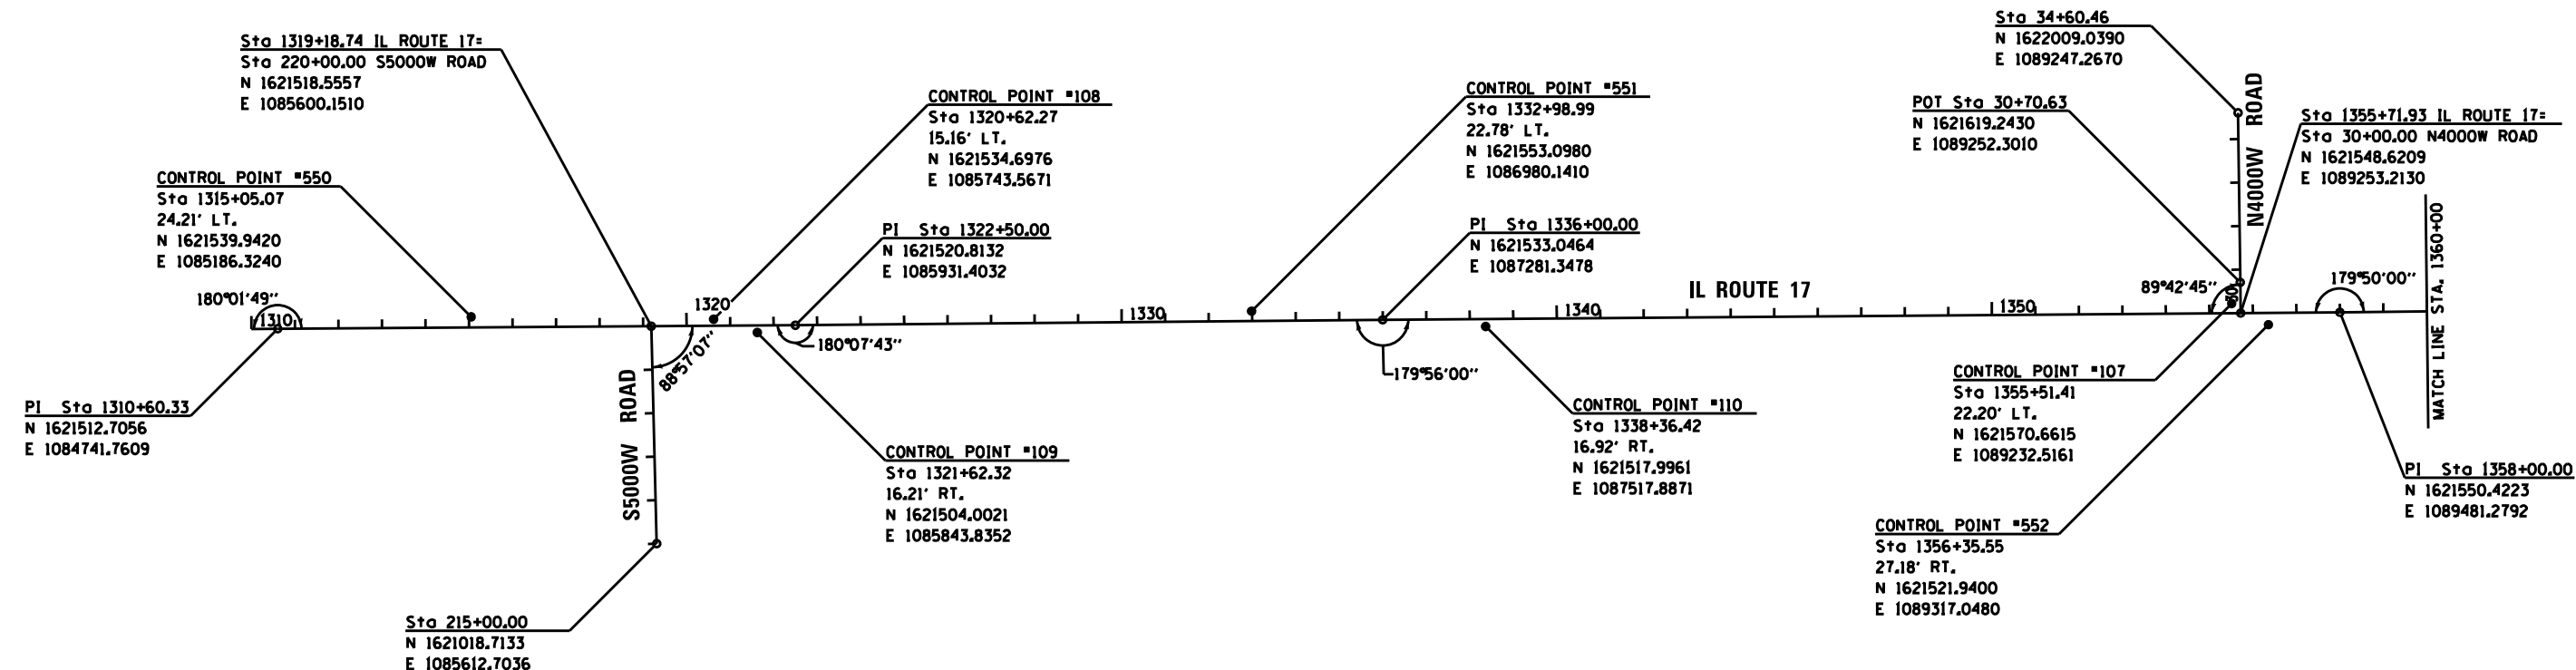 Sta 1319+18.74 IL ROUTE 17=
Sta 220+00.00 S5000W ROAD
N 1621518.5557
E 1085600.1510
CONTROL POINT #550
Sta 1315+05.07
24.21' LT.
N 1621539.9420
E 1085186.3240
180°01'49"
1310
PI Sta 1310+60.33
N 1621512.7056
E 1084741.7609
CONTROL POINT #108
Sta 1320+62.27
15.16' LT.
N 1621534.6976
E 1085743.5671
PI Sta 1322+50.00
N 1621520.8132
E 1085931.4032
1320
88°57'07"
180°07'43"
S5000W ROAD
Sta 215+00.00
N 1621018.7133
E 1085612.7036
CONTROL POINT #109
Sta 1321+62.32
16.21' RT.
N 1621504.0021
E 1085843.8352
1330
CONTROL POINT #551
Sta 1332+98.99
22.78' LT.
N 1621553.0980
E 1086980.1410
PI Sta 1336+00.00
N 1621533.0464
E 1087281.3478
179°56'00"
1340
IL ROUTE 17
CONTROL POINT #110
Sta 1338+36.42
16.92' RT.
N 1621517.9961
E 1087517.8871
Sta 34+60.46
N 1622009.0390
E 1089247.2670
POT Sta 30+70.63
N 1621619.2430
E 1089252.3010
N4000W ROAD
Sta 1355+71.93 IL ROUTE 17=
Sta 30+00.00 N4000W ROAD
N 1621548.6209
E 1089253.2130
1350
89°42'45"
30
179°50'00"
MATCH LINE STA. 1360+00
CONTROL POINT #107
Sta 1355+51.41
22.20' LT.
N 1621570.6615
E 1089232.5161
CONTROL POINT #552
Sta 1356+35.55
27.18' RT.
N 1621521.9400
E 1089317.0480
PI Sta 1358+00.00
N 1621550.4223
E 1089481.2792